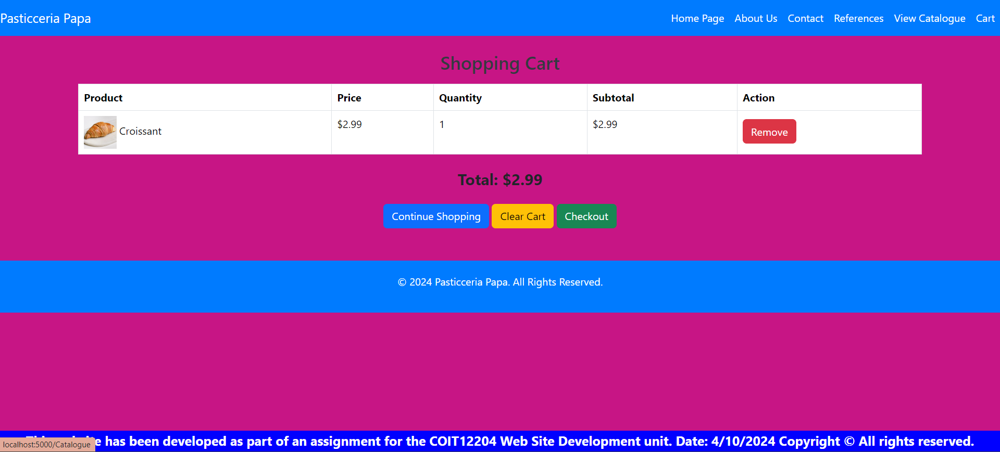 Pasticceria Papa
Home Page About Us Contact References View Catalogue Cart
Shopping Cart
Product Price Quantity Subtotal Action
Croissant $2.99 1 $2.99 Remove
Total: $2.99
Continue Shopping Clear Cart Checkout
© 2024 Pasticceria Papa. All Rights Reserved.
has been developed as part of an assignment for the COIT12204 Web Site Development unit. Date: 4/10/2024 Copyright © All rights reserved.
localhost:5000/Catalogue